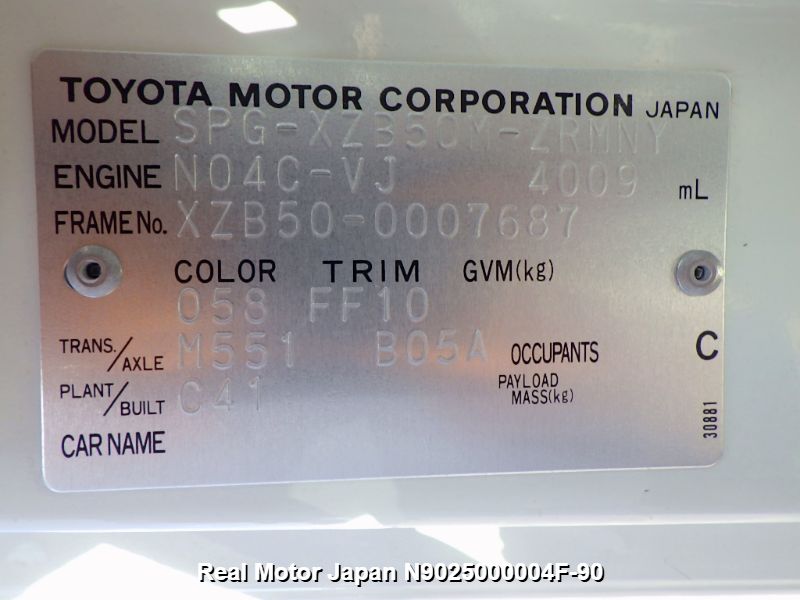 TOYOTA MOTOR CORPORATION JAPAN
MODEL SPG-XZB50M-ZRMNY
ENGINE N04C-VJ 4009 mL
FRAME No. XZB50-0007687
COLOR TRIM GVM(kg)
058 FF10
TRANS./AXLE M551 B05A OCCUPANTS C
PLANT/BUILT C41 PAYLOAD MASS(kg)
CAR NAME
30881
Real Motor Japan N9025000004F-90